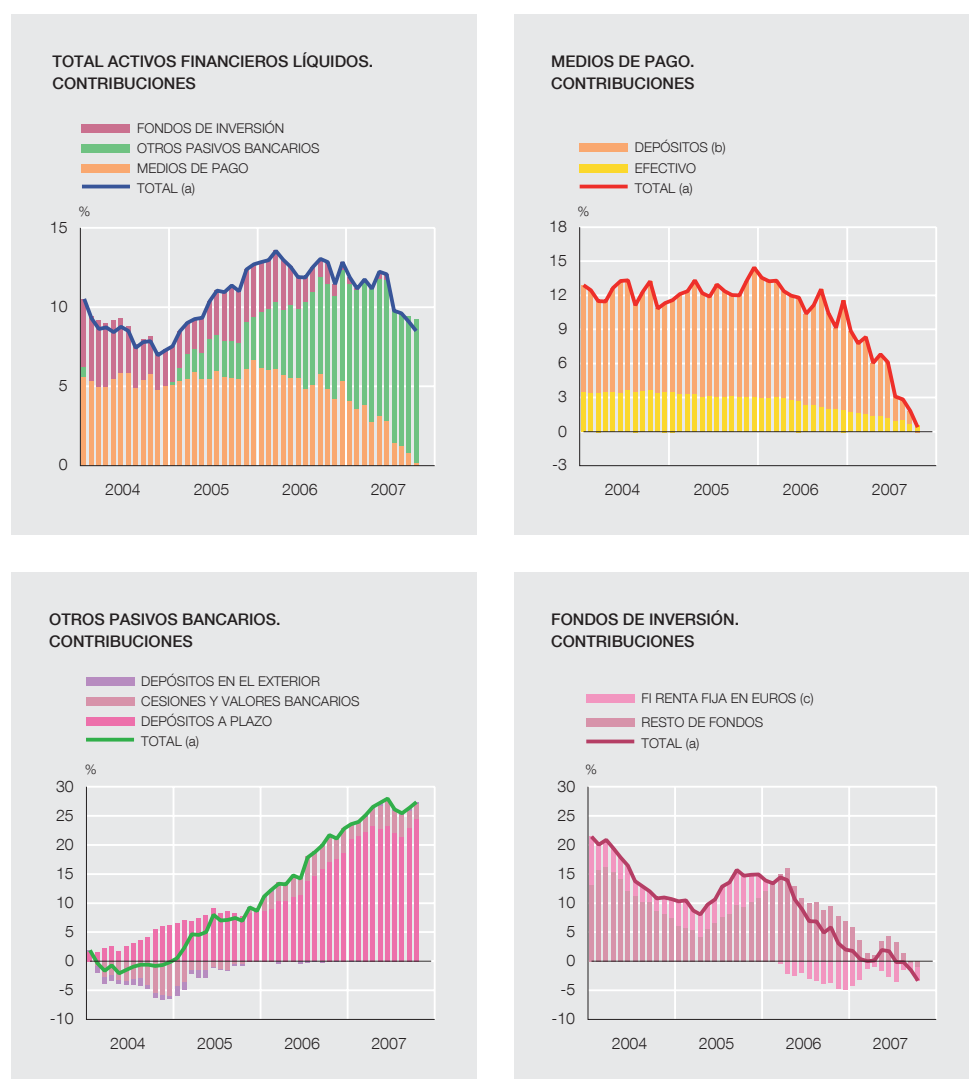 TOTAL ACTIVOS FINANCIEROS LÍQUIDOS.
CONTRIBUCIONES
FONDOS DE INVERSIÓN
OTROS PASIVOS BANCARIOS
MEDIOS DE PAGO
TOTAL (a)
%
15
10
5
0
2004 2005 2006 2007
MEDIOS DE PAGO.
CONTRIBUCIONES
DEPÓSITOS (b)
EFECTIVO
TOTAL (a)
%
18
15
12
9
6
3
0
-3
2004 2005 2006 2007
OTROS PASIVOS BANCARIOS.
CONTRIBUCIONES
DEPÓSITOS EN EL EXTERIOR
CESIONES Y VALORES BANCARIOS
DEPÓSITOS A PLAZO
TOTAL (a)
%
30
25
20
15
10
5
0
-5
-10
2004 2005 2006 2007
FONDOS DE INVERSIÓN.
CONTRIBUCIONES
FI RENTA FIJA EN EUROS (c)
RESTO DE FONDOS
TOTAL (a)
%
30
25
20
15
10
5
0
-5
-10
2004 2005 2006 2007